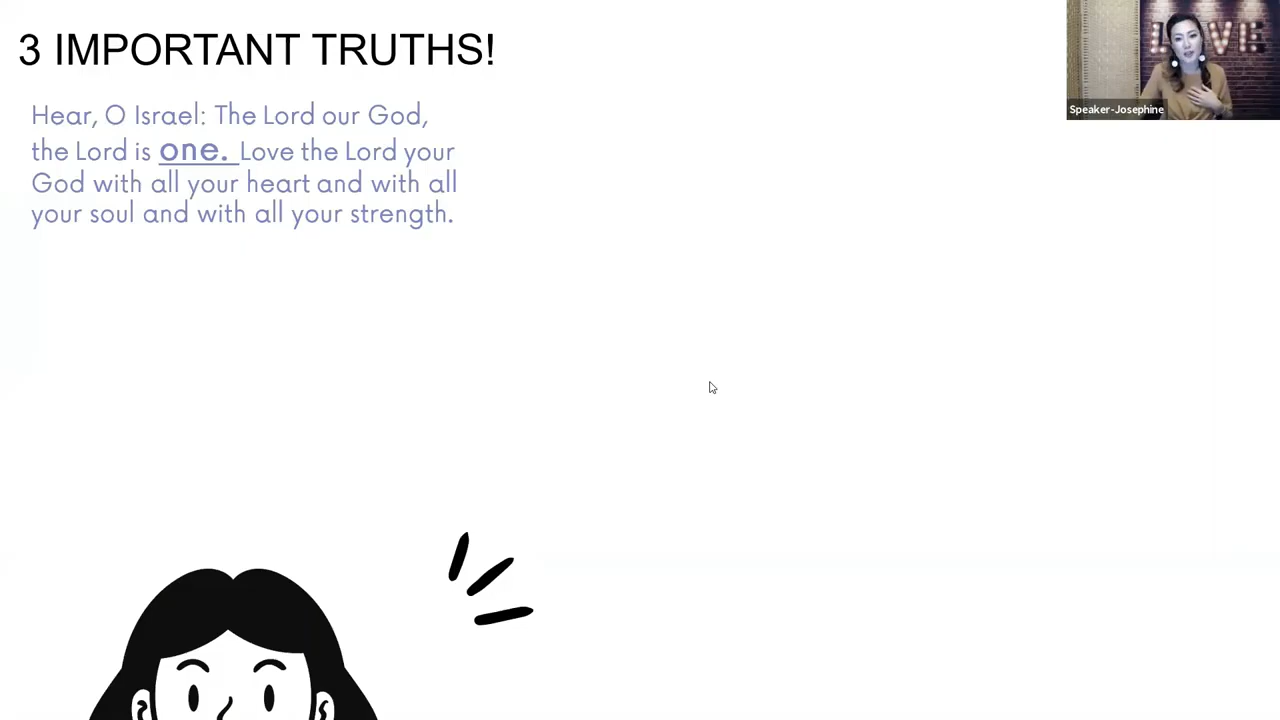 3 IMPORTANT TRUTHS!
Hear, O Israel: The Lord our God,
the Lord is one. Love the Lord your
God with all your heart and with all
your soul and with all your strength.
LOVE
Speaker-Josephine